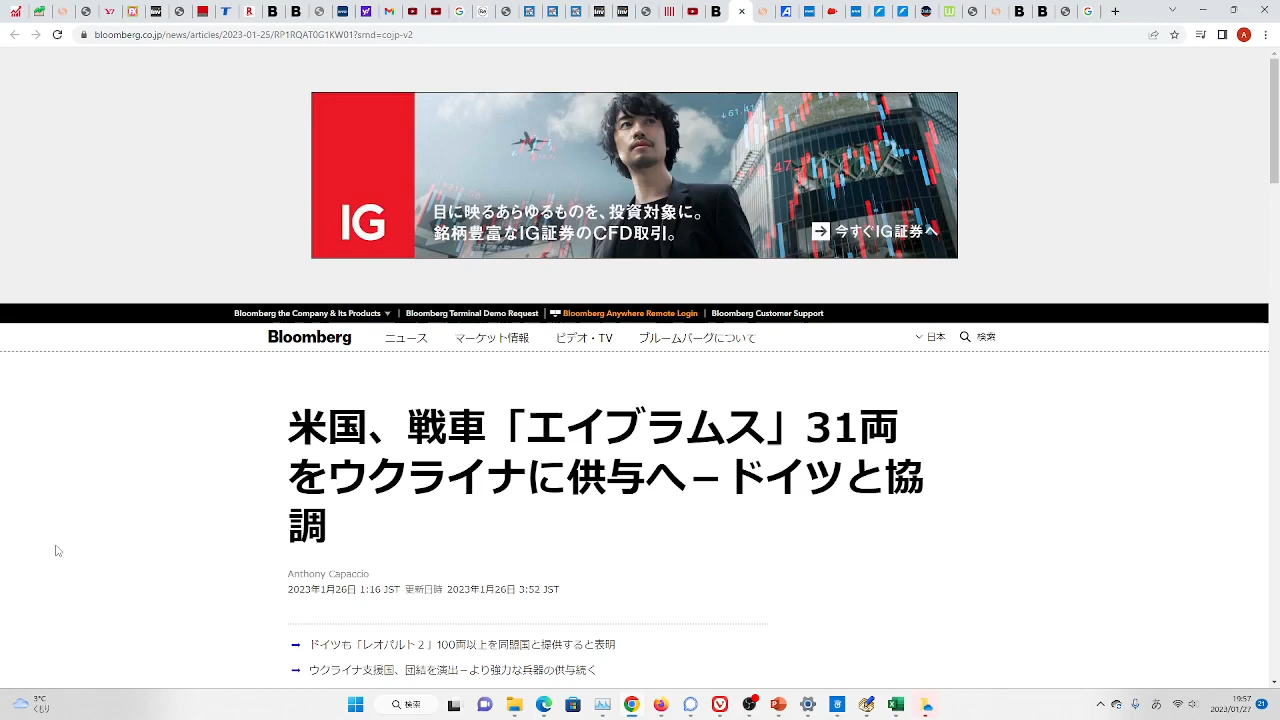 bloomberg.co.jp/news/articles/2023-01-25/RP1RQAT0G1KW01?srnd=cojp-v2
IG
目に映るあらゆるものを、投資対象に。
銘柄豊富なIG証券のCFD取引。
今すぐIG証券へ
Bloomberg the Company & Its Products | Bloomberg Terminal Demo Request | Bloomberg Anywhere Remote Login | Bloomberg Customer Support
Bloomberg ニュース マーケット情報 ビデオ・TV ブルームバーグについて 日本 検索
米国、戦車「エイブラムス」31両
をウクライナに供与へ－ドイツと協
調
Anthony Capaccio
2023年1月26日 1:16 JST 更新日時 2023年1月26日 3:52 JST
ドイツも「レオパルト２」100両以上を同盟国と提供すると表明
ウクライナ支援国、団結を演出－より強力な兵器の供与続く
3℃
くもり
検索
19:57
21